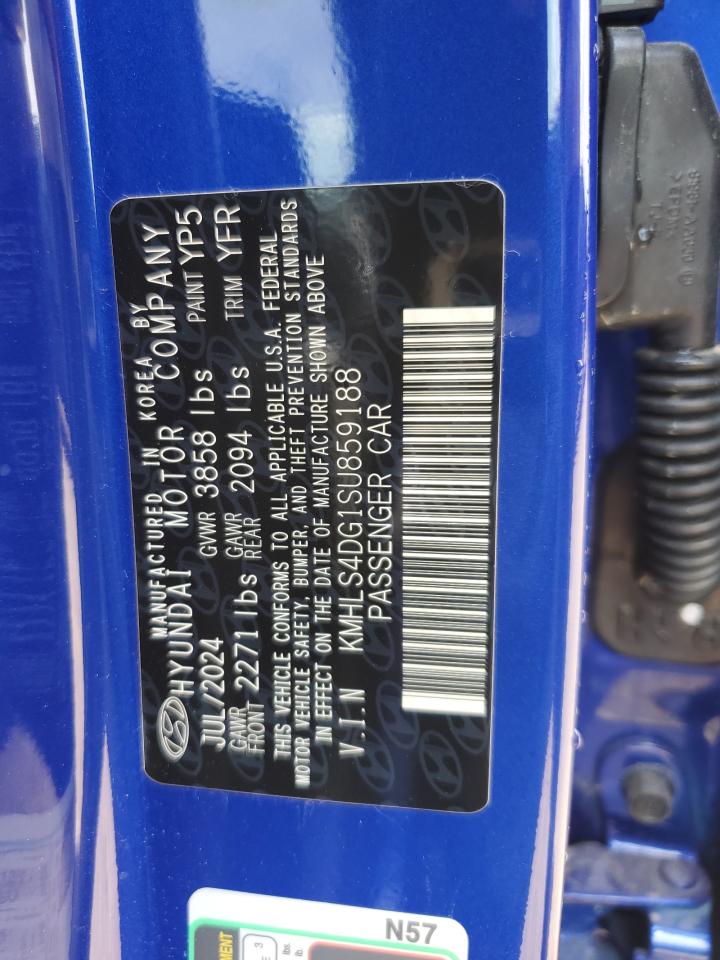 MANUFACTURED IN KOREA BY
HYUNDAI MOTOR COMPANY
JUL/2024 GVWR 3858 lbs PAINT YP5
GAWR FRONT 2271lbs GAWR REAR 2094 lbs TRIM YFR
THIS VEHICLE CONFORMS TO ALL APPLICABLE U.S.A. FEDERAL
MOTOR VEHICLE SAFETY, BUMPER, AND THEFT PREVENTION STANDARDS
IN EFFECT ON THE DATE OF MANUFACTURE SHOWN ABOVE
V.I.N KMHLS4DG1SU859188
PASSENGER CAR
N57
3
lbs.